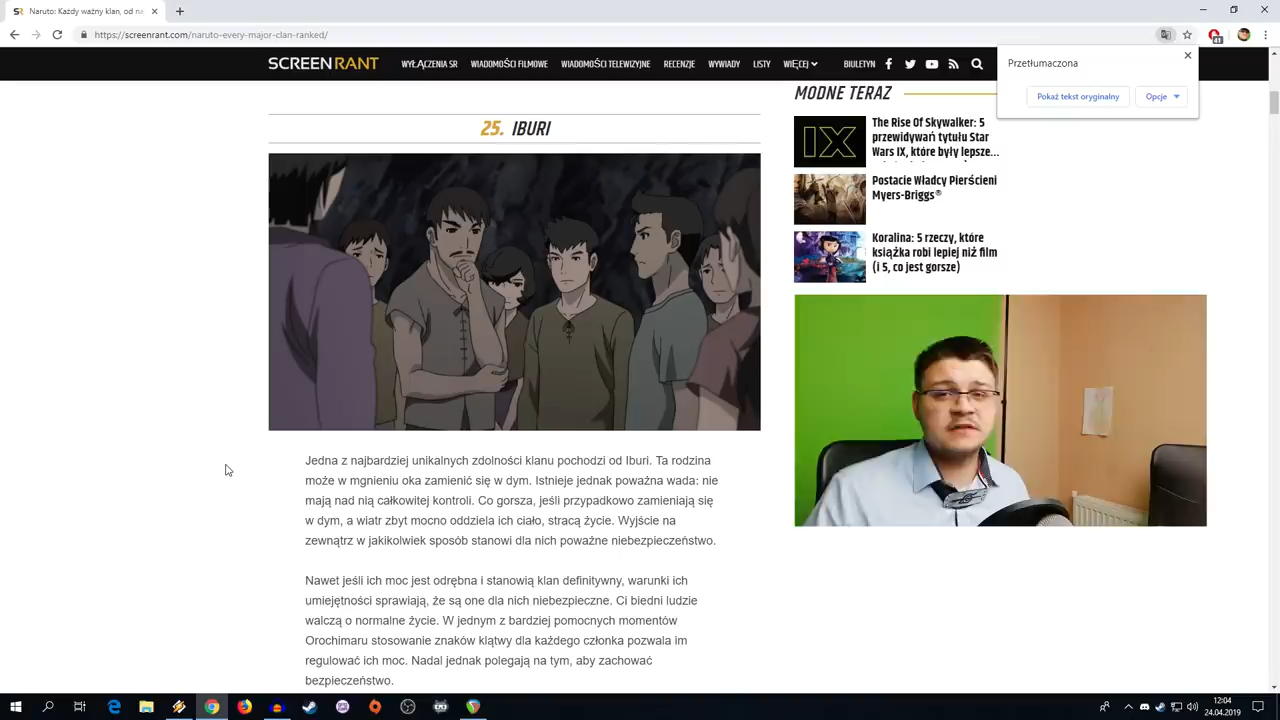 Naruto: Każdy ważny klan, od na
https://screenrant.com/naruto-every-major-clan-ranked/
41
Przetłumaczona
Pokaż tekst oryginalny
Opcje
SCREENRANT
WYŁĄCZENIA SR
WIADOMOŚCI FILMOWE
WIADOMOŚCI TELEWIZYJNE
RECENZJE
WYWIADY
LISTY
WIĘCEJ
BIULETYN
MODNE TERAZ
25. IBURI
IX
The Rise Of Skywalker: 5
przewidywań tytułu Star
Wars IX, które były lepsze...
Postacie Władcy Pierścieni
Myers-Briggs®
Koralina: 5 rzeczy, które
książka robi lepiej niż film
(i 5, co jest gorsze)
Jedna z najbardziej unikalnych zdolności klanu pochodzi od Iburi. Ta rodzina
może w mgnieniu oka zamienić się w dym. Istnieje jednak poważna wada: nie
mają nad nią całkowitej kontroli. Co gorsza, jeśli przypadkowo zamieniają się
w dym, a wiatr zbyt mocno oddziela ich ciało, stracą życie. Wyjście na
zewnątrz w jakikolwiek sposób stanowi dla nich poważne niebezpieczeństwo.
Nawet jeśli ich moc jest odrębna i stanowią klan definitywny, warunki ich
umiejętności sprawiają, że są one dla nich niebezpieczne. Ci biedni ludzie
walczą o normalne życie. W jednym z bardziej pomocnych momentów
Orochimaru stosowanie znaków klątwy dla każdego członka pozwala im
regulować ich moc. Nadal jednak polegają na tym, aby zachować
bezpieczeństwo.
12:04
24.04.2019